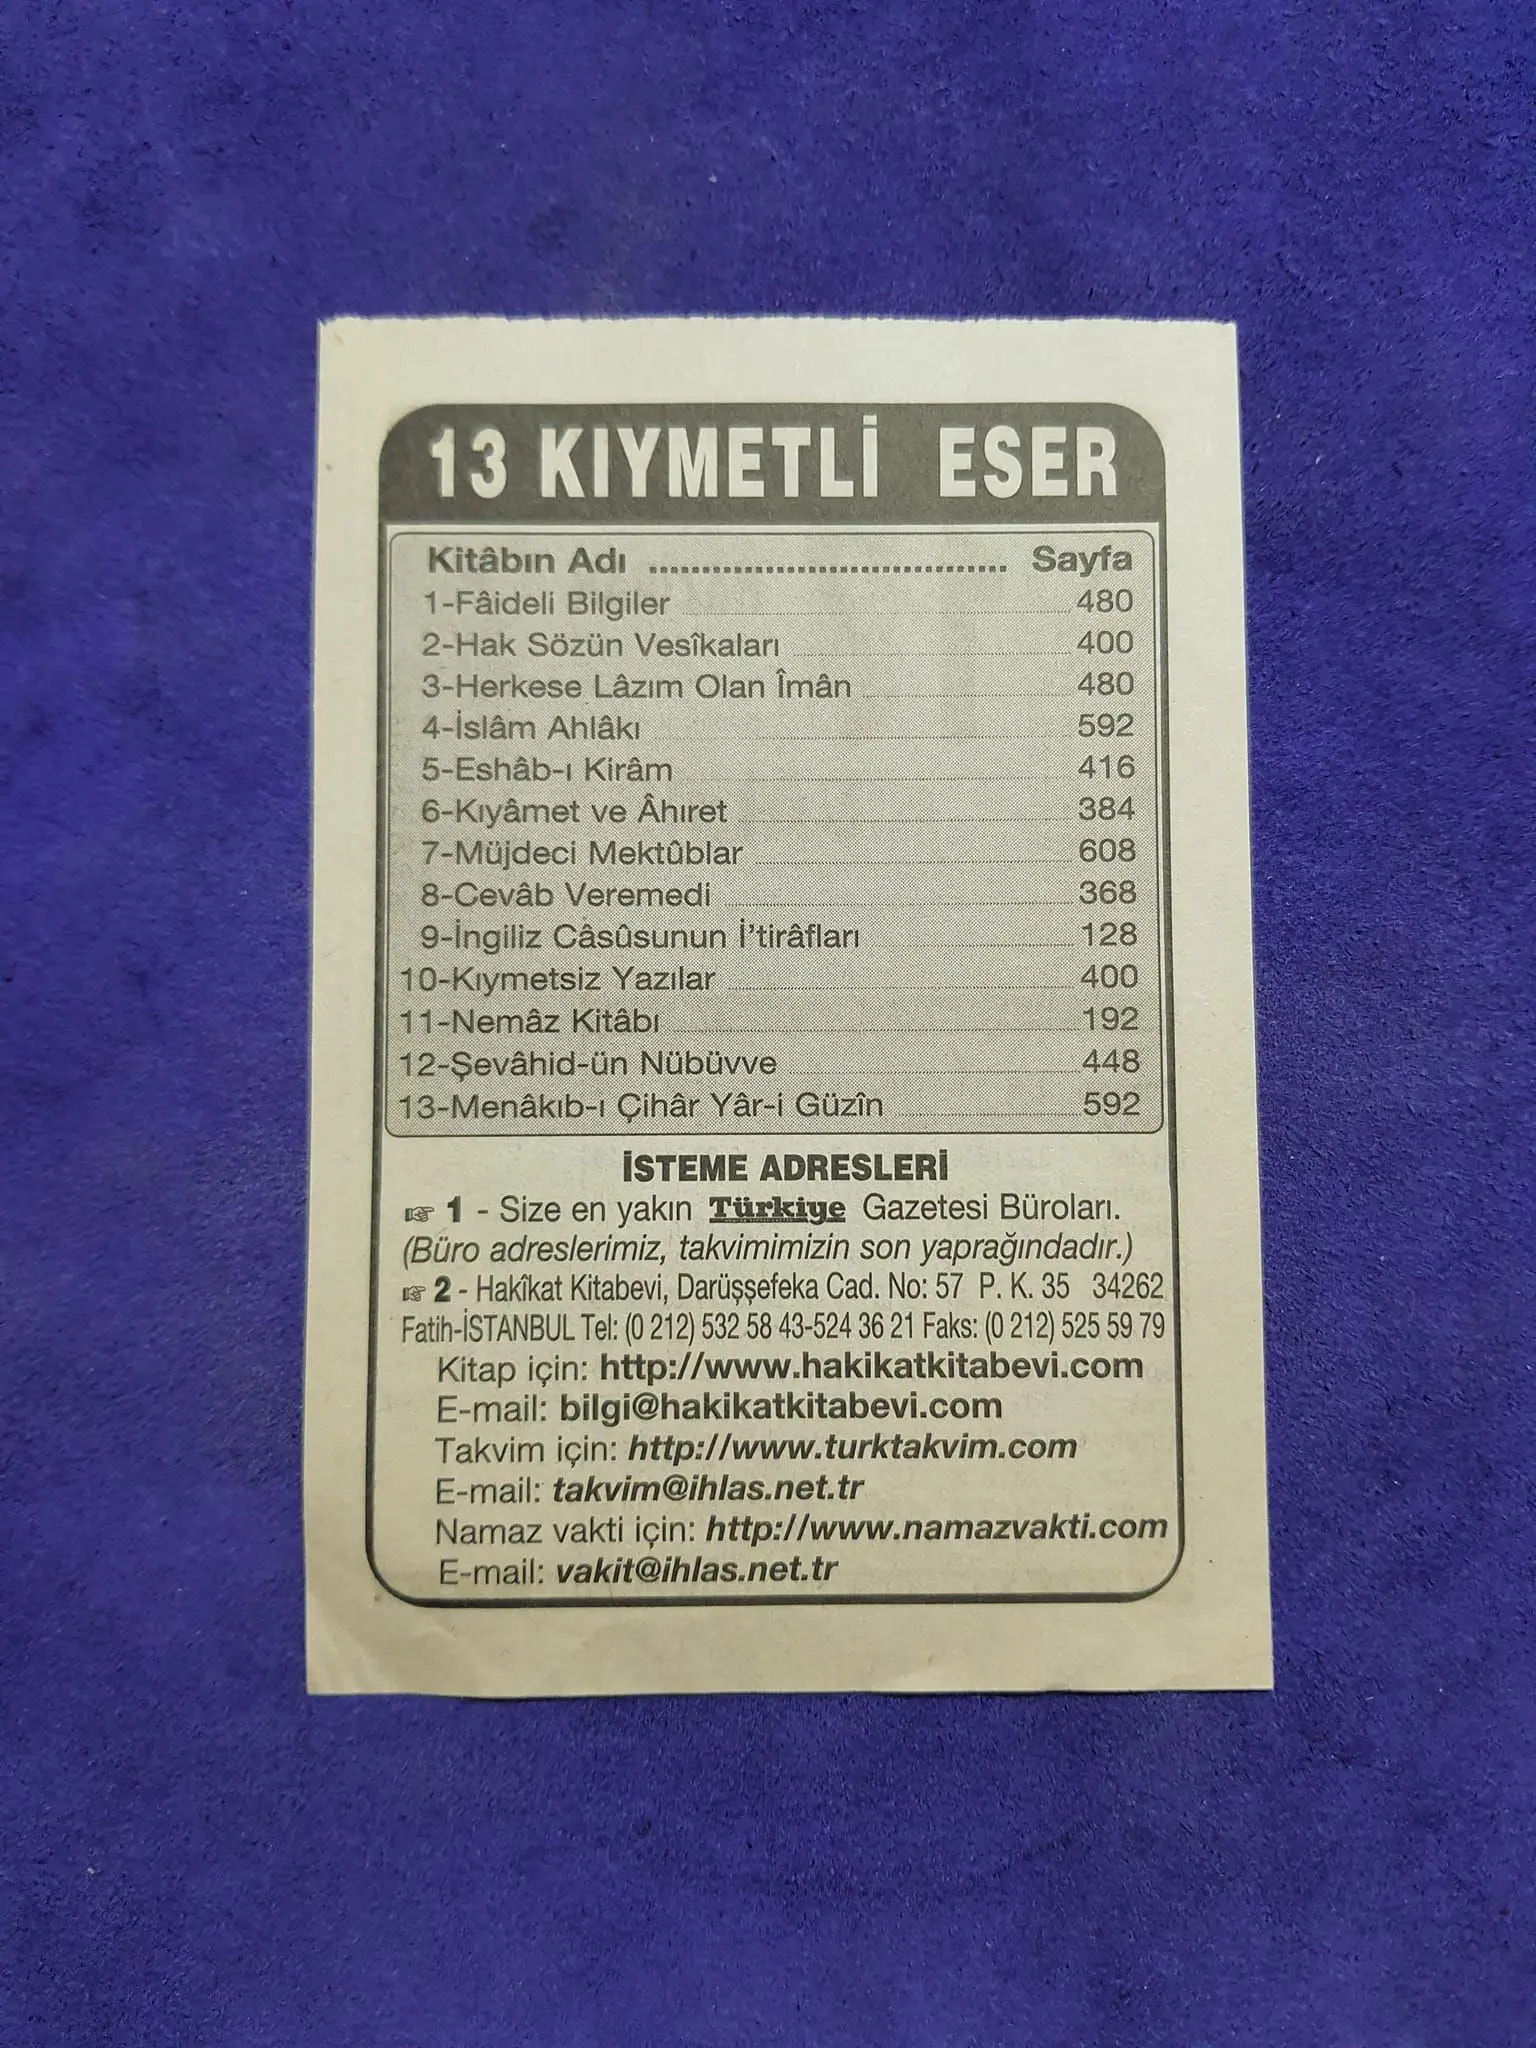 13 KIYMETLİ ESER
Kitâbın Adı .................................. Sayfa
1-Fâideli Bilgiler 480
2-Hak Sözün Vesîkaları 400
3-Herkese Lâzım Olan Îmân 480
4-İslâm Ahlâkı 592
5-Eshâb-ı Kirâm 416
6-Kıyâmet ve Âhıret 384
7-Müjdeci Mektûblar 608
8-Cevâb Veremedi 368
9-İngiliz Câsûsunun İ'tirâfları 128
10-Kıymetsiz Yazılar 400
11-Nemâz Kitâbı 192
12-Şevâhid-ün Nübüvve 448
13-Menâkıb-ı Çihâr Yâr-i Güzîn 592
İSTEME ADRESLERİ
☞ 1 - Size en yakın Türkiye Gazetesi Büroları.
(Büro adreslerimiz, takvimimizin son yaprağındadır.)
☞ 2 - Hakîkat Kitabevi, Darüşşefeka Cad. No: 57 P. K. 35 34262
Fatih-İSTANBUL Tel: (0 212) 532 58 43-524 36 21 Faks: (0 212) 525 59 79
Kitap için: http://www.hakikatkitabevi.com
E-mail: bilgi@hakikatkitabevi.com
Takvim için: http://www.turktakvim.com
E-mail: takvim@ihlas.net.tr
Namaz vakti için: http://www.namazvakti.com
E-mail: vakit@ihlas.net.tr